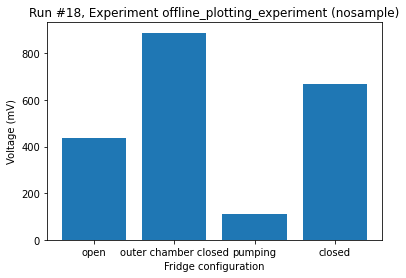 Run #18, Experiment offline_plotting_experiment (nosample)
800
600
400
200
0
Voltage (mV)
open outer chamber closed pumping closed
Fridge configuration